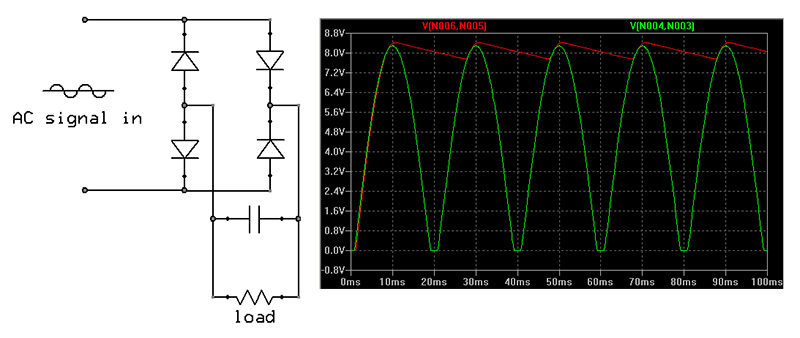 AC signal in
load
V(N006,N005) V(N004,N003)
8.8V
8.0V
7.2V
6.4V
5.6V
4.8V
4.0V
3.2V
2.4V
1.6V
0.8V
0.0V
-0.8V
0ms 10ms 20ms 30ms 40ms 50ms 60ms 70ms 80ms 90ms 100ms